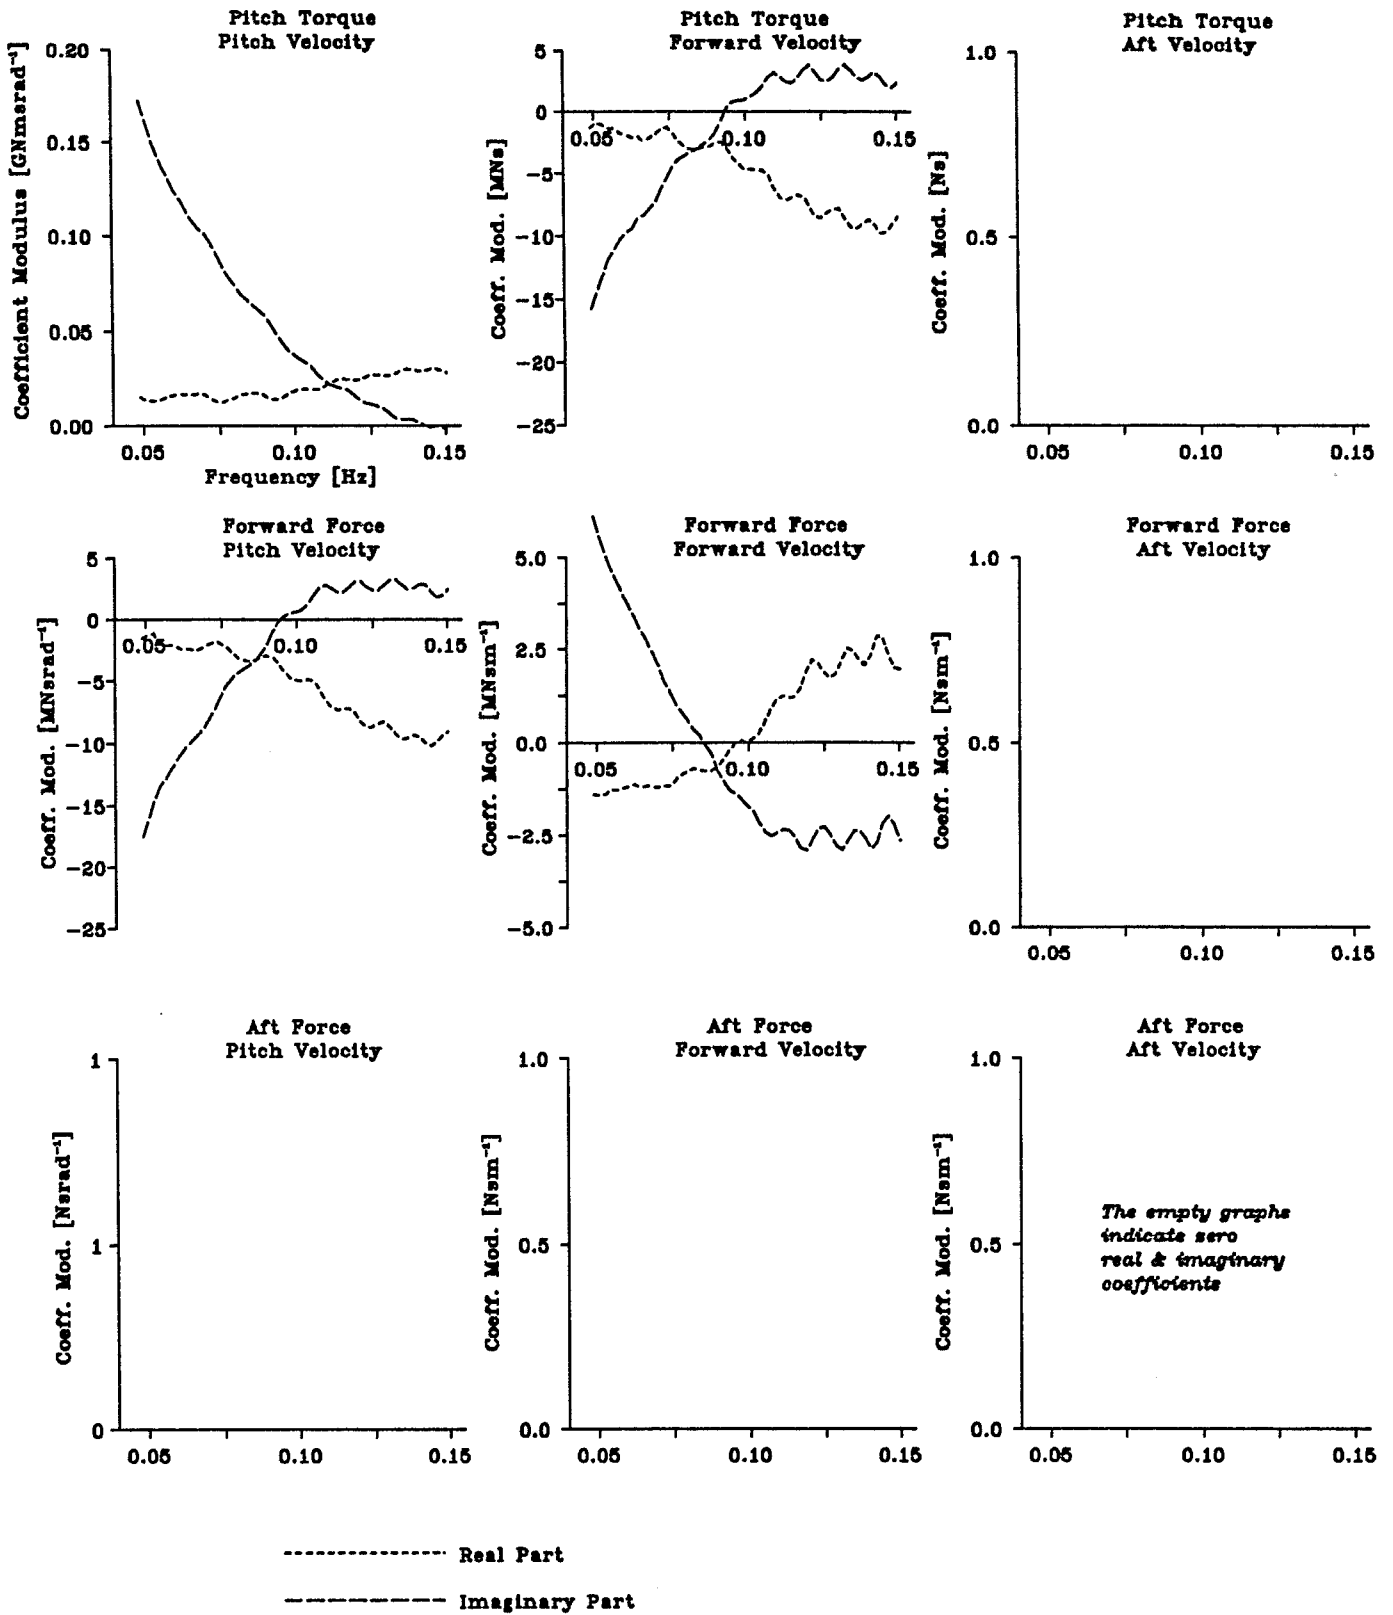 Pitch Torque
Pitch Velocity
Coefficient Modulus [GNmsrad⁻¹]
0.20
0.15
0.10
0.05
0.00
0.05 0.10 0.15
Frequency [Hz]
Pitch Torque
Forward Velocity
Coeff. Mod. [MNs]
5
0
−5
−10
−15
−20
−25
0.05 0.10 0.15
Pitch Torque
Aft Velocity
Coeff. Mod. [Ns]
1.0
0.5
0.0
0.05 0.10 0.15
Forward Force
Pitch Velocity
Coeff. Mod. [MNsrad⁻¹]
5
0
−5
−10
−15
−20
−25
0.05 0.10 0.15
Forward Force
Forward Velocity
Coeff. Mod. [MNsm⁻¹]
5.0
2.5
0.0
−2.5
−5.0
0.05 0.10 0.15
Forward Force
Aft Velocity
Coeff. Mod. [Nsm⁻¹]
1.0
0.5
0.0
0.05 0.10 0.15
Aft Force
Pitch Velocity
Coeff. Mod. [Nsrad⁻¹]
1
1
0
0.05 0.10 0.15
Aft Force
Forward Velocity
Coeff. Mod. [Nsm⁻¹]
1.0
0.5
0.0
0.05 0.10 0.15
Aft Force
Aft Velocity
Coeff. Mod. [Nsm⁻¹]
1.0
0.5
0.0
0.05 0.10 0.15
The empty graphs
indicate zero
real & imaginary
coefficients
Real Part
Imaginary Part